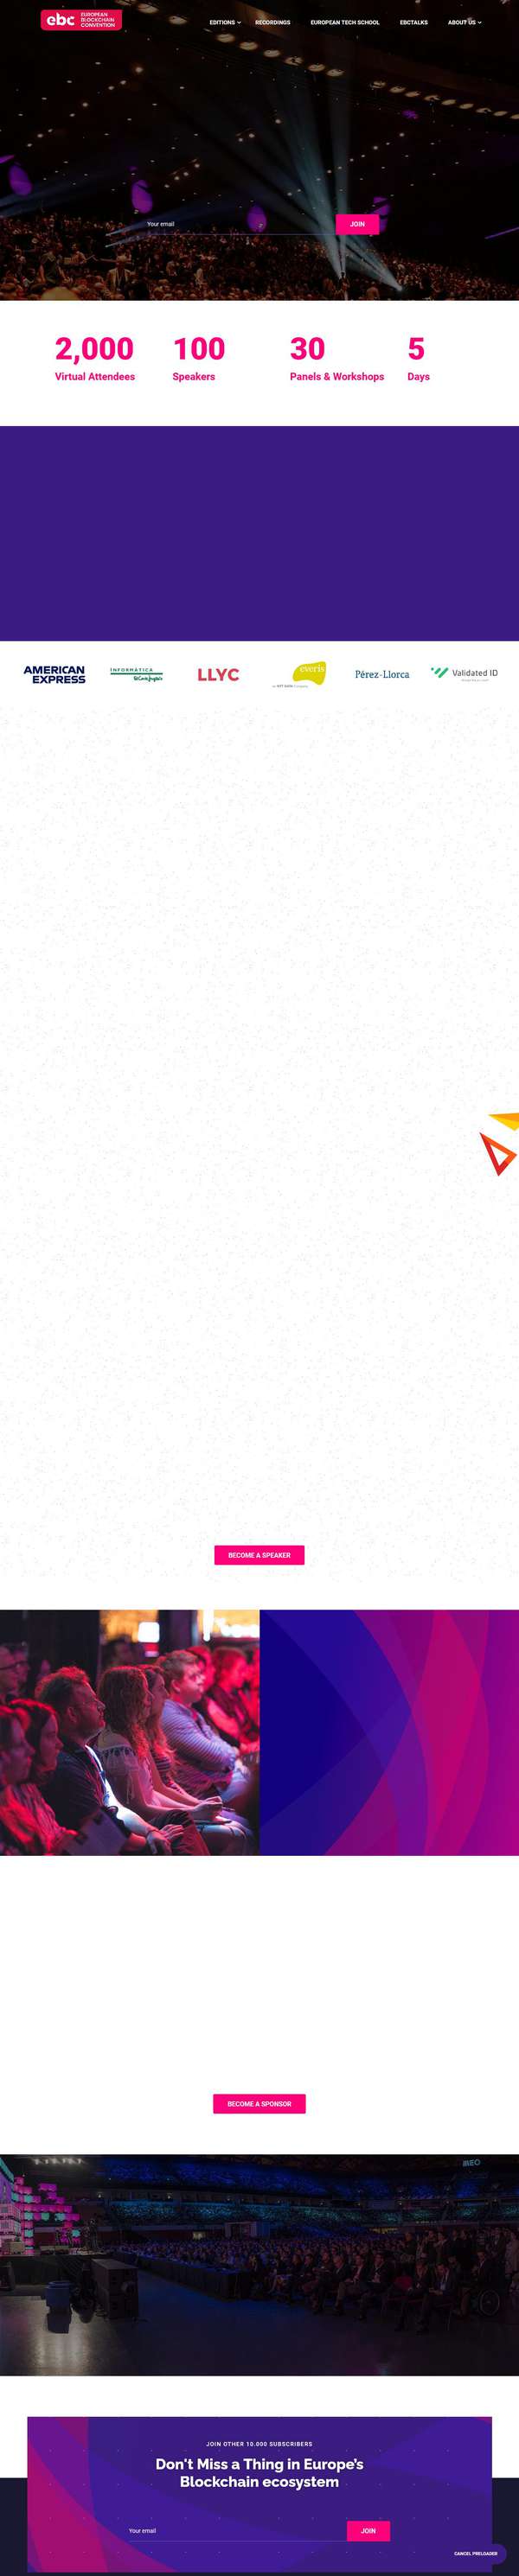 ebc
EUROPEAN
BLOCKCHAIN
CONVENTION
EDITIONS
RECORDINGS
EUROPEAN TECH SCHOOL
EBCTALKS
ABOUT US
Your email
JOIN
2,000
Virtual Attendees
100
Speakers
30
Panels & Workshops
5
Days
AMERICAN
EXPRESS
INFORMÁTICA
El Corte Inglés
LLYC
everis
an NTT DATA Company
Pérez-Llorca
Validated ID
BECOME A SPEAKER
BECOME A SPONSOR
MEO
JOIN OTHER 10.000 SUBSCRIBERS
Don't Miss a Thing in Europe's
Blockchain ecosystem
Your email
JOIN
CANCEL PRELOADER